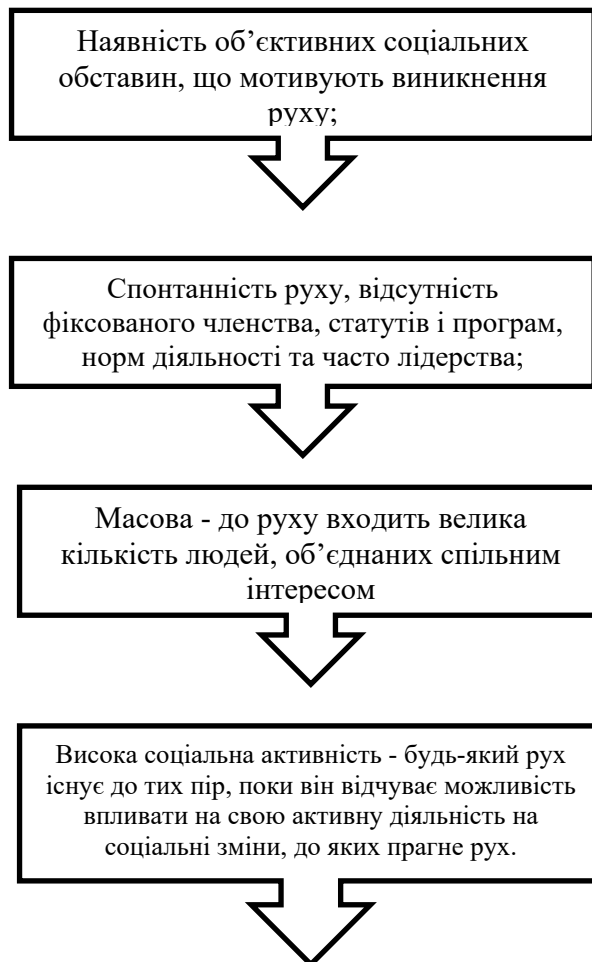 Наявність об’єктивних соціальних
обставин, що мотивують виникнення
руху;
Спонтанність руху, відсутність
фіксованого членства, статутів і програм,
норм діяльності та часто лідерства;
Масова - до руху входить велика
кількість людей, об’єднаних спільним
інтересом
Висока соціальна активність - будь-який рух
існує до тих пір, поки він відчуває можливість
впливати на свою активну діяльність на
соціальні зміни, до яких прагне рух.